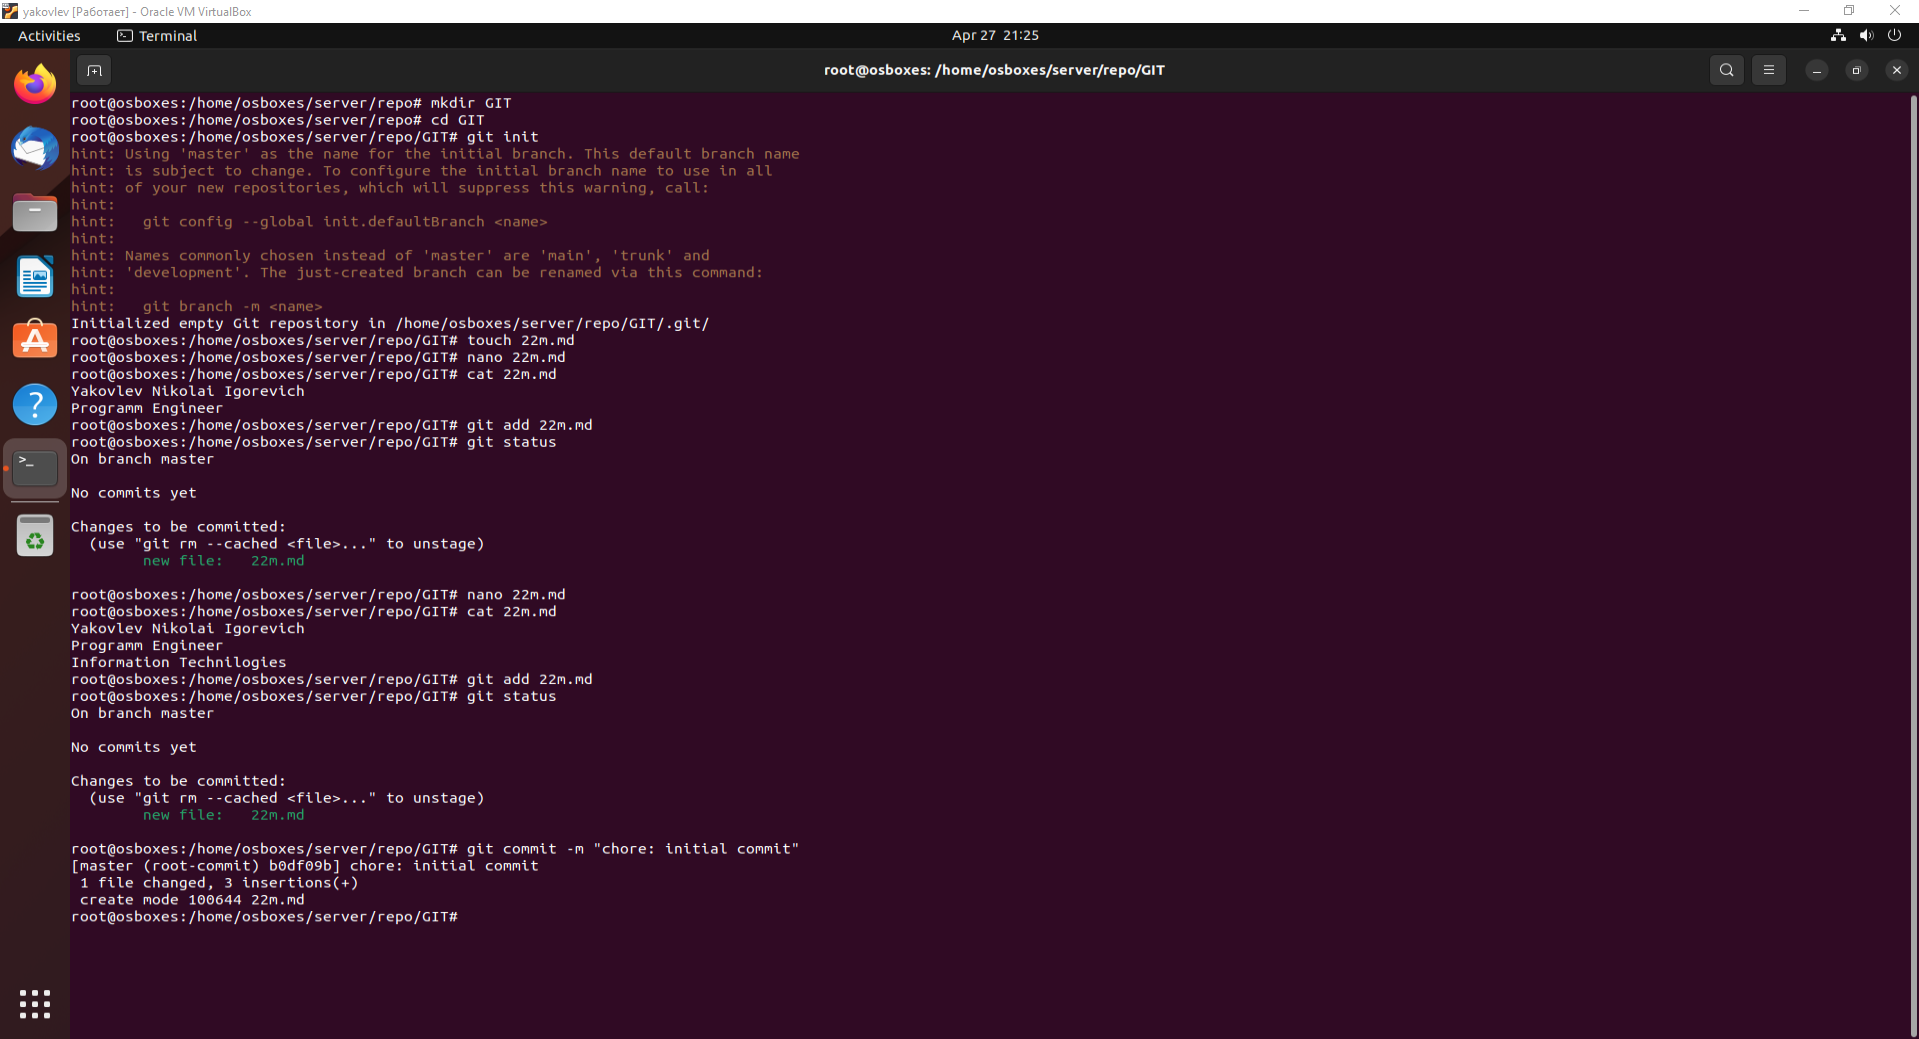 yakovlev [Работает] - Oracle VM VirtualBox
Activities
Terminal
Apr 27 21:25
root@osboxes: /home/osboxes/server/repo/GIT
root@osboxes:/home/osboxes/server/repo# mkdir GIT
root@osboxes:/home/osboxes/server/repo# cd GIT
root@osboxes:/home/osboxes/server/repo/GIT# git init
hint: Using 'master' as the name for the initial branch. This default branch name
hint: is subject to change. To configure the initial branch name to use in all
hint: of your new repositories, which will suppress this warning, call:
hint:
hint:   git config --global init.defaultBranch <name>
hint:
hint: Names commonly chosen instead of 'master' are 'main', 'trunk' and
hint: 'development'. The just-created branch can be renamed via this command:
hint:
hint:   git branch -m <name>
Initialized empty Git repository in /home/osboxes/server/repo/GIT/.git/
root@osboxes:/home/osboxes/server/repo/GIT# touch 22m.md
root@osboxes:/home/osboxes/server/repo/GIT# nano 22m.md
root@osboxes:/home/osboxes/server/repo/GIT# cat 22m.md
Yakovlev Nikolai Igorevich
Programm Engineer
root@osboxes:/home/osboxes/server/repo/GIT# git add 22m.md
root@osboxes:/home/osboxes/server/repo/GIT# git status
On branch master
No commits yet
Changes to be committed:
  (use "git rm --cached <file>..." to unstage)
        new file:   22m.md
root@osboxes:/home/osboxes/server/repo/GIT# nano 22m.md
root@osboxes:/home/osboxes/server/repo/GIT# cat 22m.md
Yakovlev Nikolai Igorevich
Programm Engineer
Information Technilogies
root@osboxes:/home/osboxes/server/repo/GIT# git add 22m.md
root@osboxes:/home/osboxes/server/repo/GIT# git status
On branch master
No commits yet
Changes to be committed:
  (use "git rm --cached <file>..." to unstage)
        new file:   22m.md
root@osboxes:/home/osboxes/server/repo/GIT# git commit -m "chore: initial commit"
[master (root-commit) b0df09b] chore: initial commit
 1 file changed, 3 insertions(+)
 create mode 100644 22m.md
root@osboxes:/home/osboxes/server/repo/GIT#